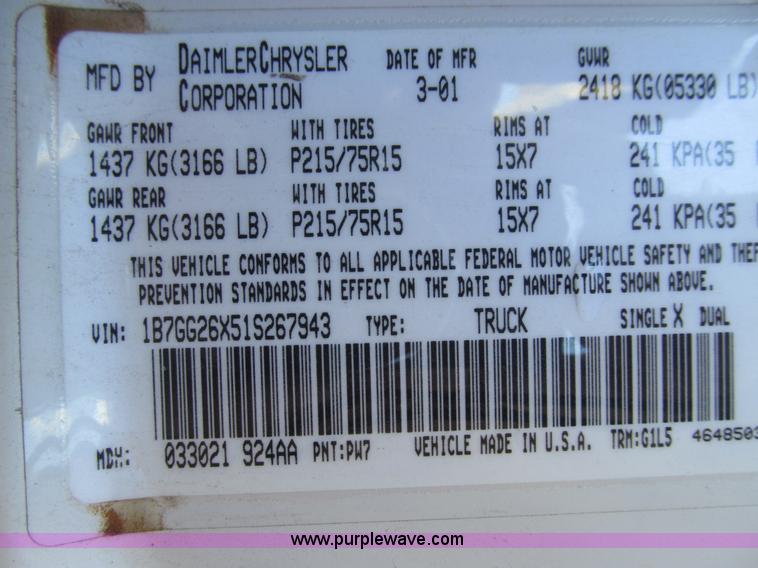 MFD BY DAIMLERCHRYSLER CORPORATION DATE OF MFR 3-01 GVWR 2418 KG(05330 LB)
GAWR FRONT WITH TIRES RIMS AT COLD
1437 KG(3166 LB) P215/75R15 15X7 241 KPA(35
GAWR REAR WITH TIRES RIMS AT COLD
1437 KG(3166 LB) P215/75R15 15X7 241 KPA(35
THIS VEHICLE CONFORMS TO ALL APPLICABLE FEDERAL MOTOR VEHICLE SAFETY AND THEF
PREVENTION STANDARDS IN EFFECT ON THE DATE OF MANUFACTURE SHOWN ABOVE.
VIN: 1B7GG26X51S267943 TYPE: TRUCK SINGLE X DUAL
MDH: 033021 924AA PNT:PW7 VEHICLE MADE IN U.S.A. TRM:G1L5 4648503
www.purplewave.com